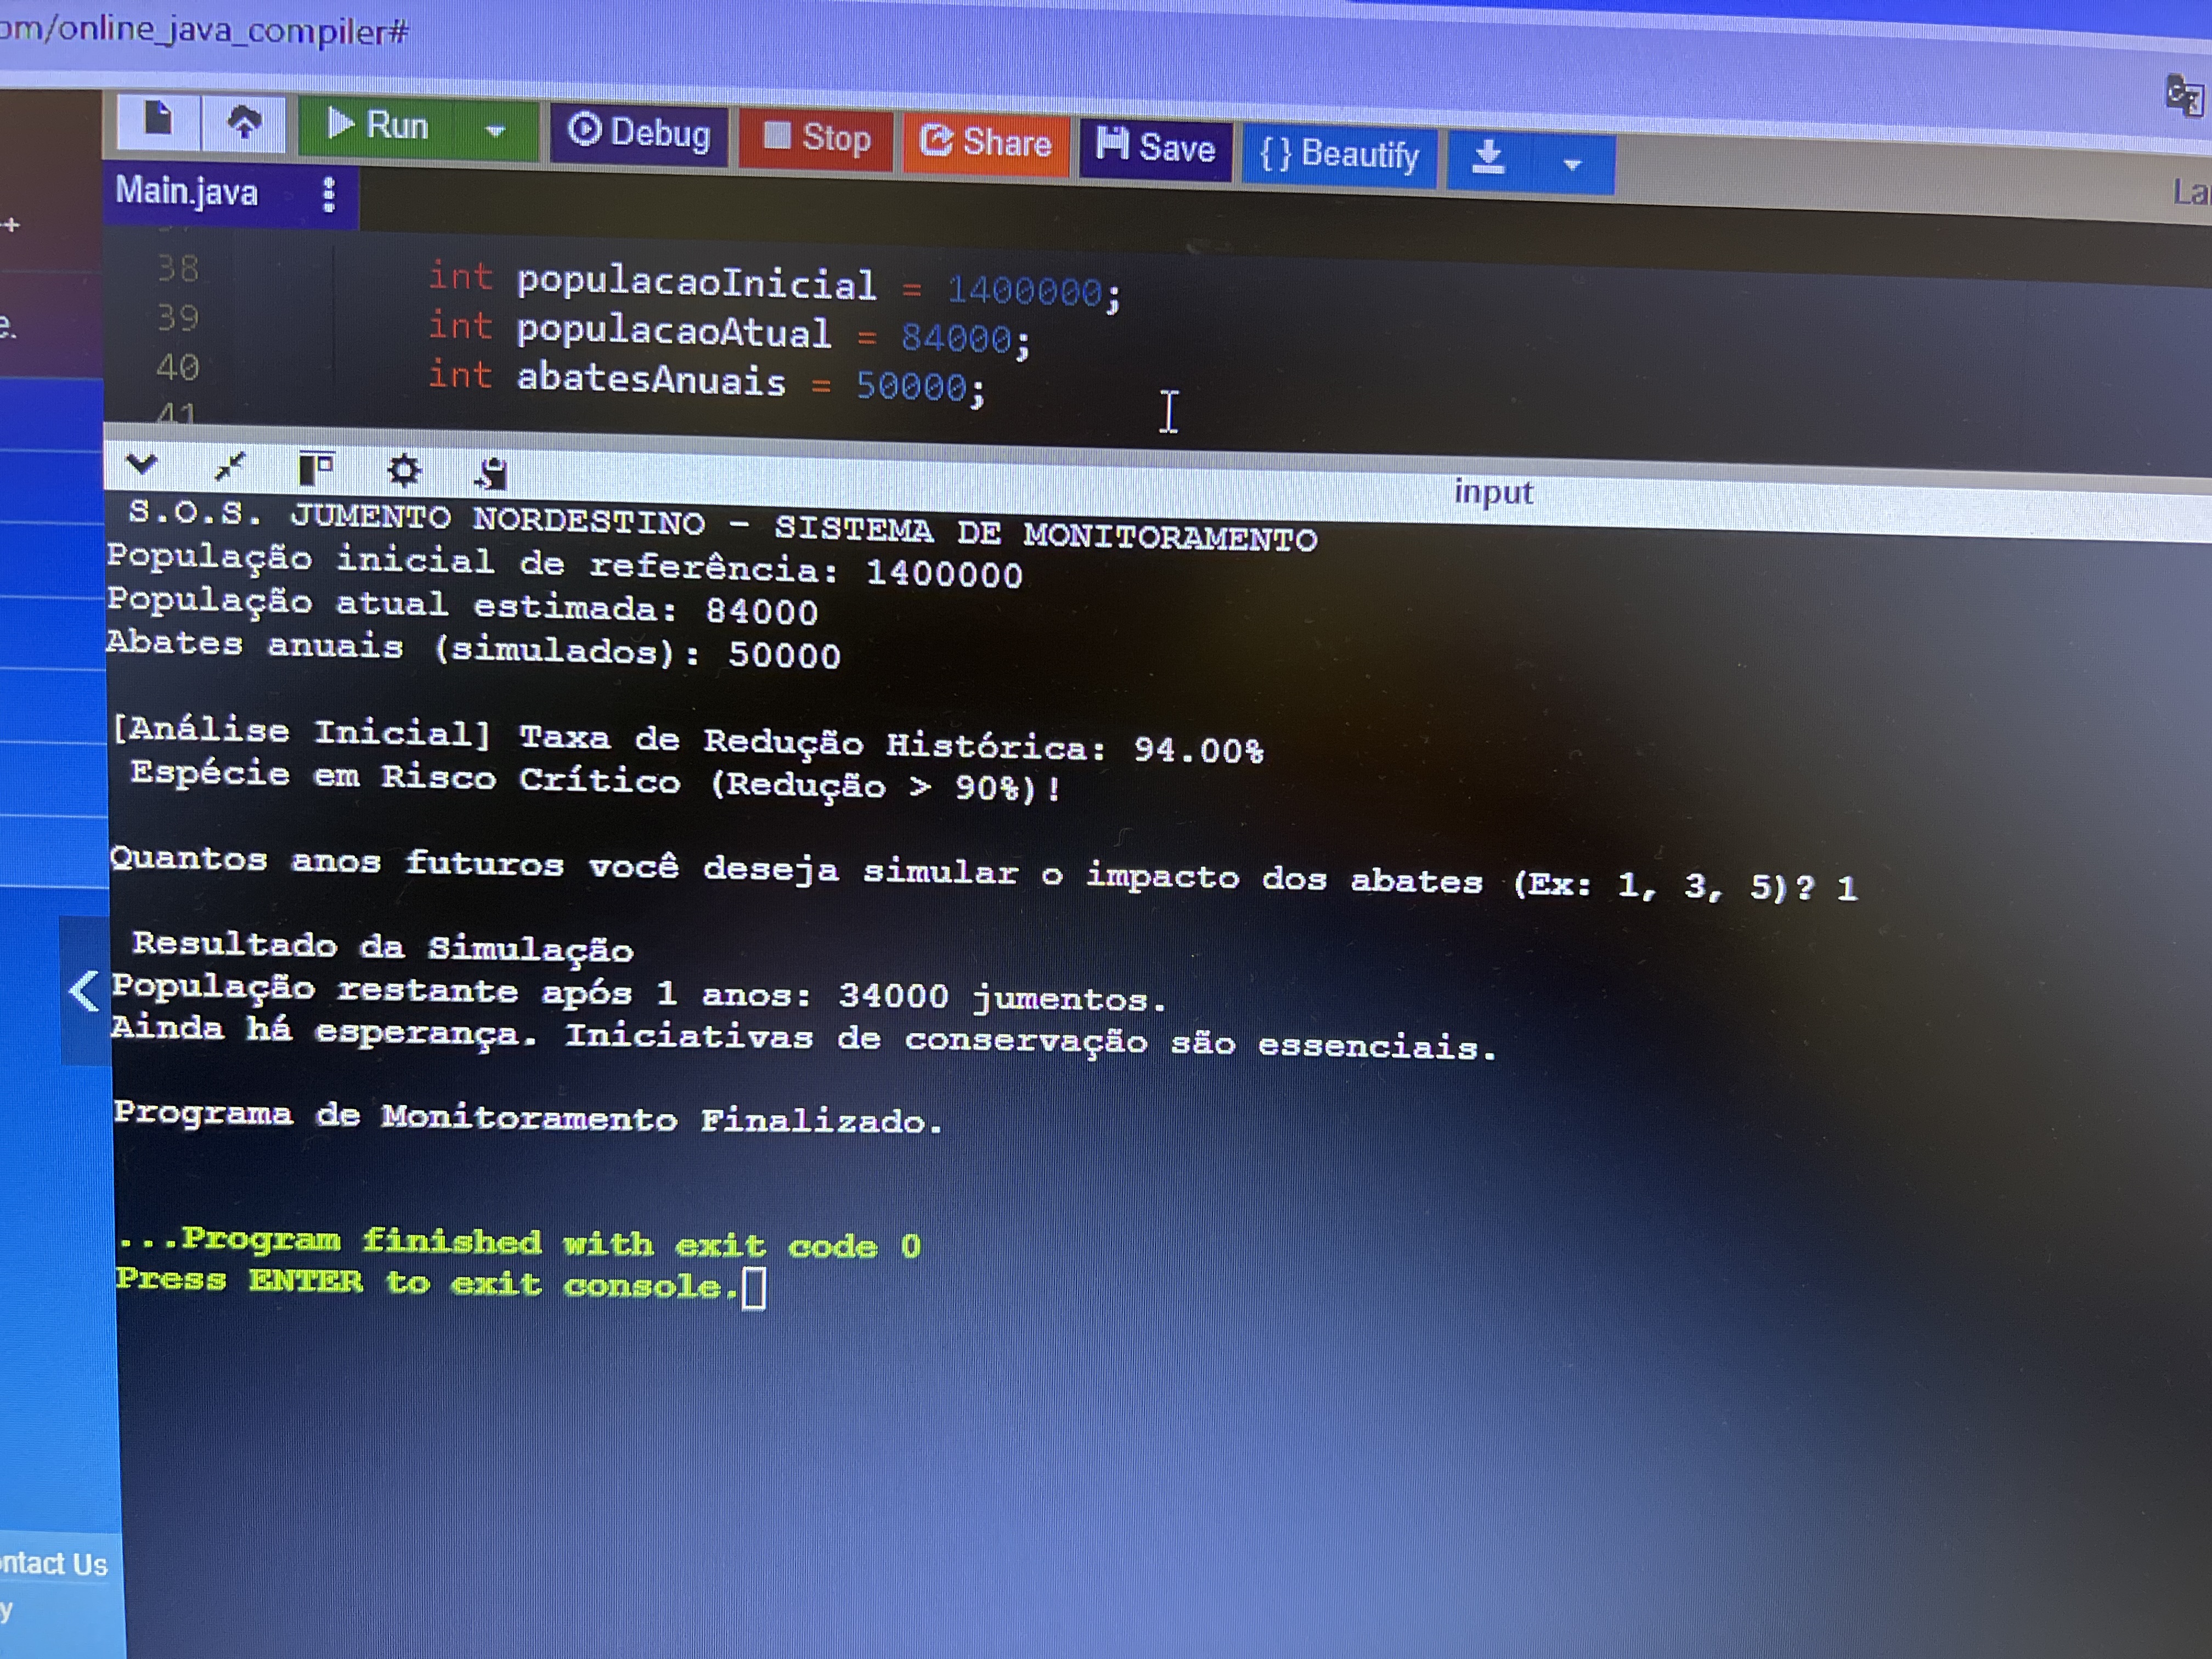 om/online_java_compiler#
Run
Debug
Stop
Share
Save
{} Beautify
Main.java
38 int populacaoInicial = 1400000;
39 int populacaoAtual = 84000;
40 int abatesAnuais = 50000;
41
input
S.O.S. JUMENTO NORDESTINO - SISTEMA DE MONITORAMENTO
População inicial de referência: 1400000
População atual estimada: 84000
Abates anuais (simulados): 50000
[Análise Inicial] Taxa de Redução Histórica: 94.00%
Espécie em Risco Crítico (Redução > 90%)!
Quantos anos futuros você deseja simular o impacto dos abates (Ex: 1, 3, 5)? 1
Resultado da Simulação
População restante após 1 anos: 34000 jumentos.
Ainda há esperança. Iniciativas de conservação são essenciais.
Programa de Monitoramento Finalizado.
...Program finished with exit code 0
Press ENTER to exit console.
ntact Us
y